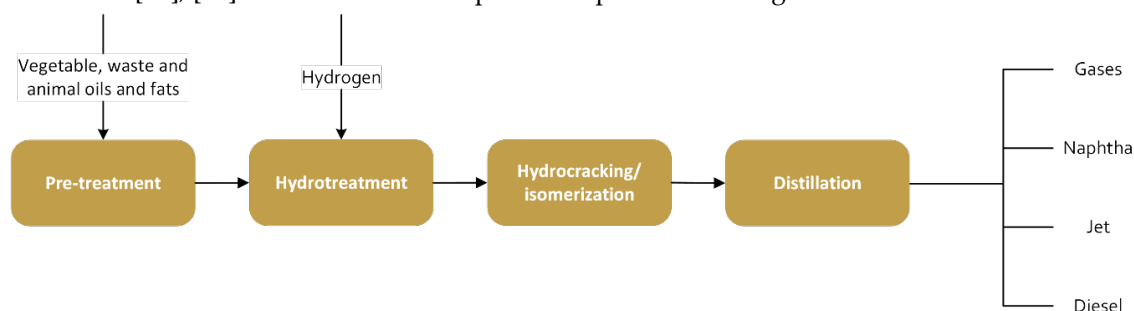 Vegetable, waste and
animal oils and fats
Hydrogen
Pre-treatment
Hydrotreatment
Hydrocracking/
isomerization
Distillation
Gases
Naphtha
Jet
Diesel